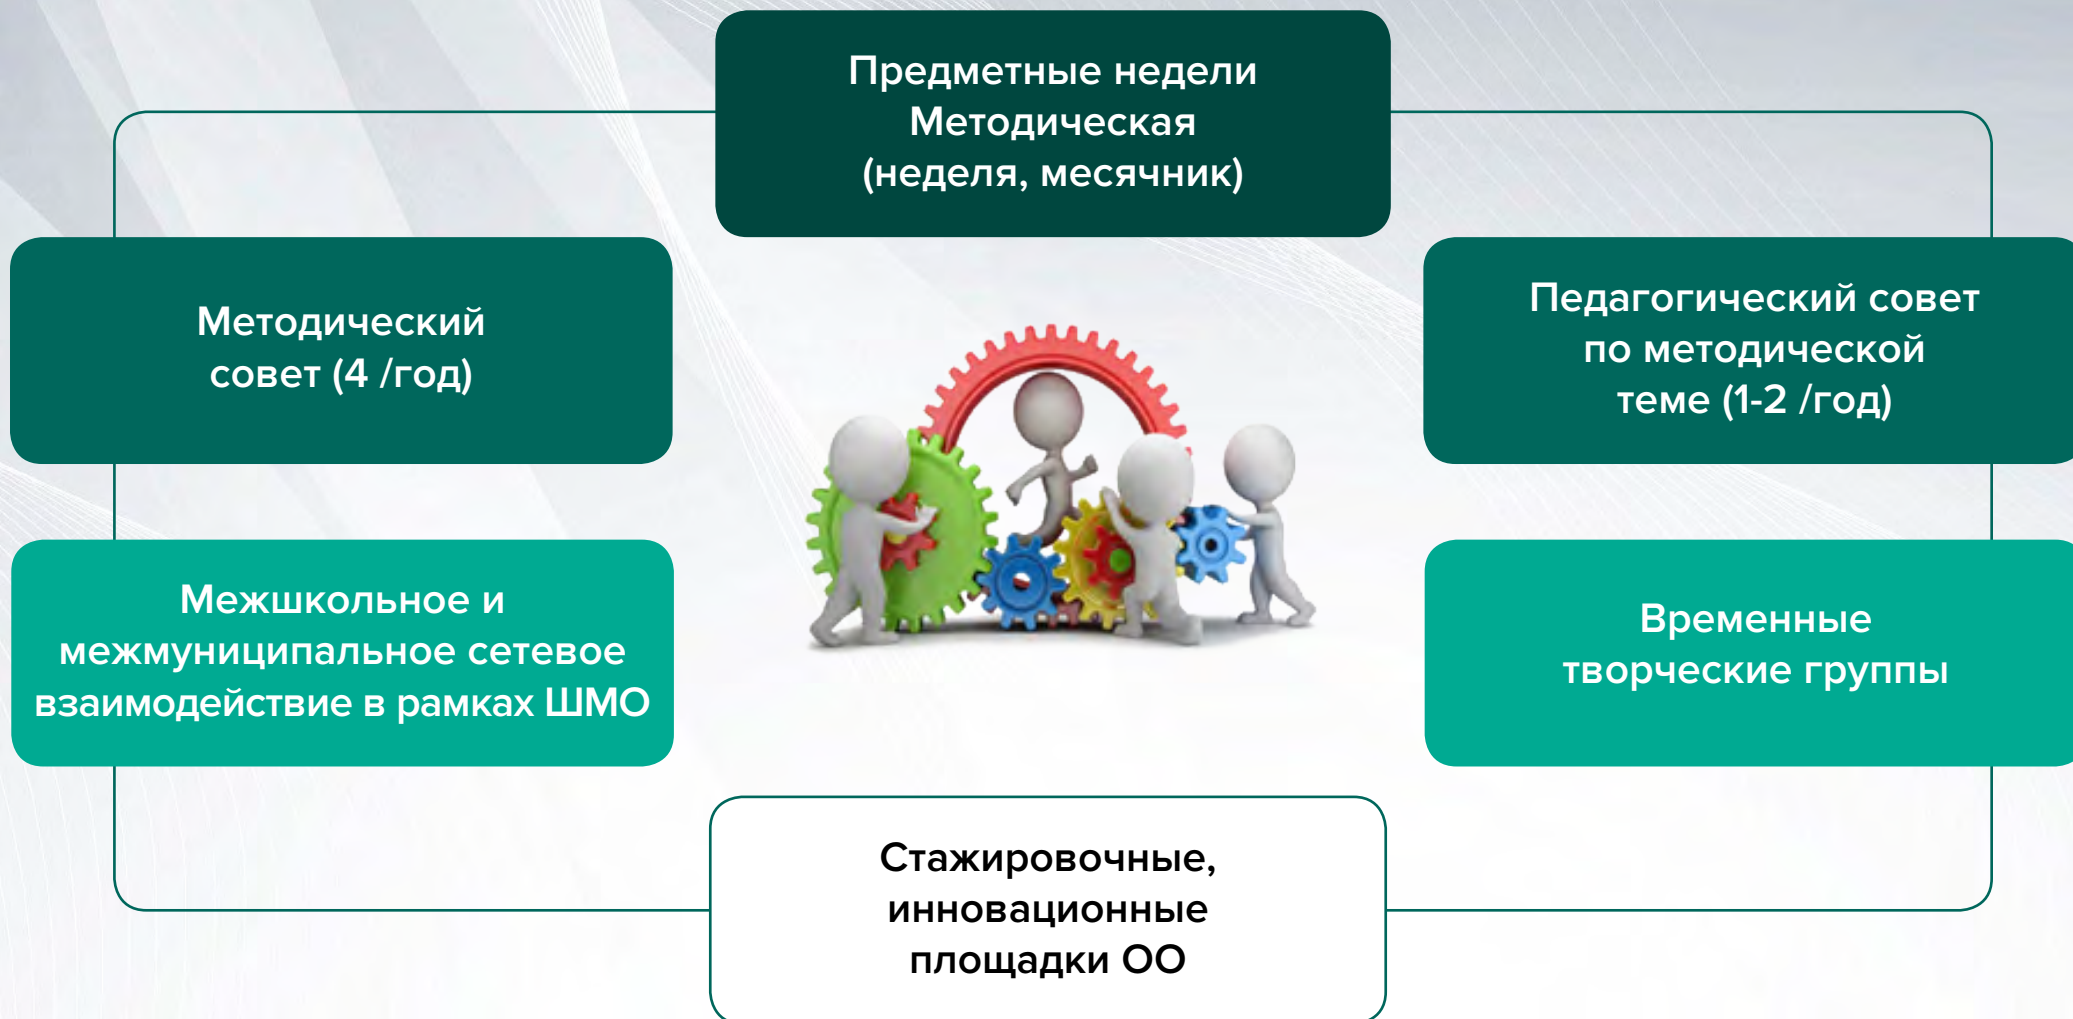 Предметные недели
Методическая
(неделя, месячник)
Методический
совет (4 /год)
Педагогический совет
по методической
теме (1-2 /год)
Межшкольное и
межмуниципальное сетевое
взаимодействие в рамках ШМО
Временные
творческие группы
Стажировочные,
инновационные
площадки ОО